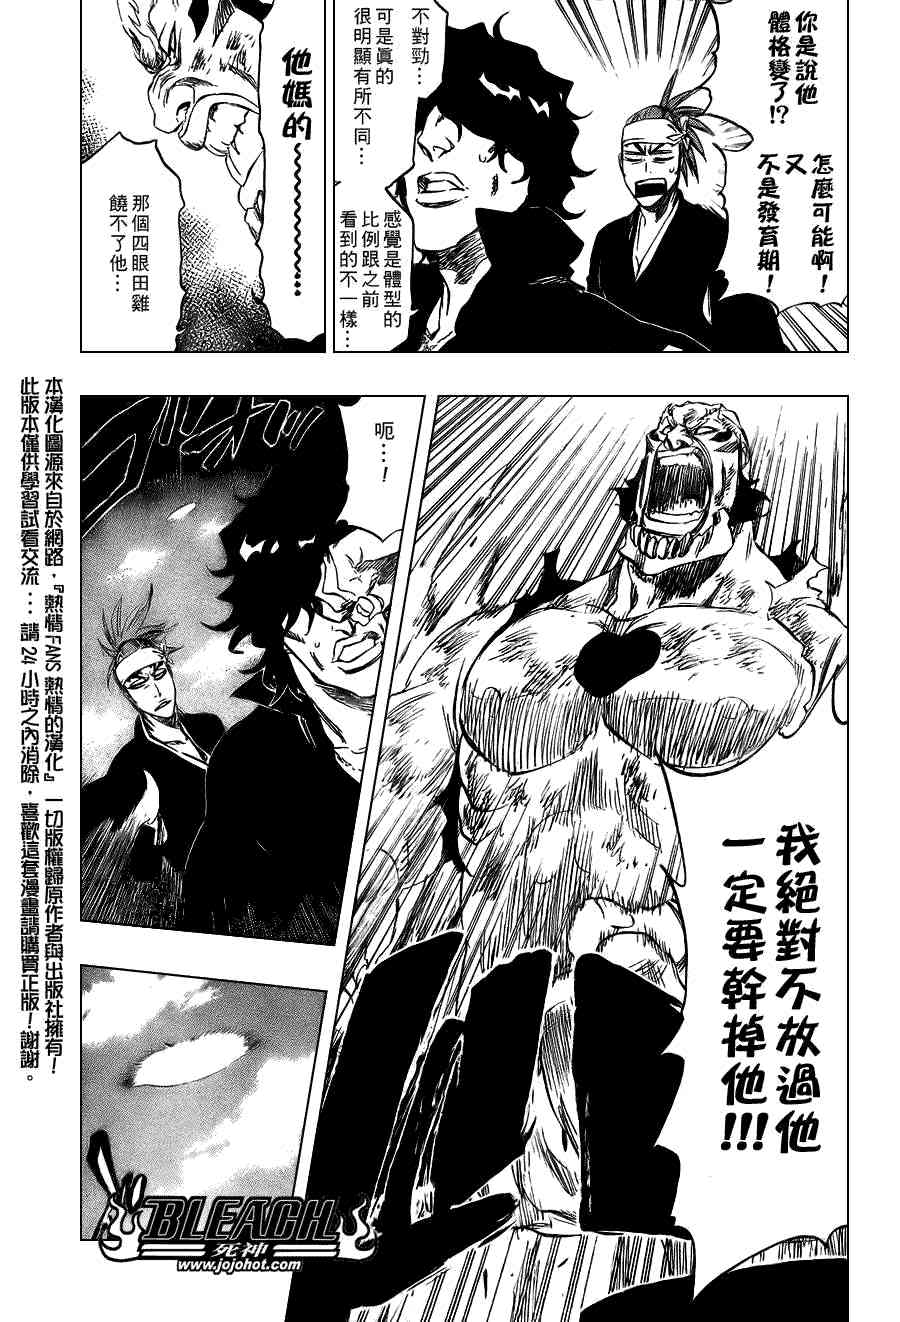 你是說他
體格變了!?
怎麼可能啊！
又
不是發育期！
不對勁…
可是真的
很明顯有所不同…
感覺是體型的
比例跟之前
看到的不一樣…
他媽的～～～～～～……
那個四眼田雞
饒不了他…
我絕對不放過他
一定要幹掉他!!!
呃…！
ゴオオオ
本漢化圖源來自於網路，『熱情FANS熱情的漢化』一切版權歸原作者與出版社擁有！
此版本僅供學習試看交流…請24小時之內消除，喜歡這套漫畫請購買正版！謝謝。
BLEACH
死神
www.jojohot.com